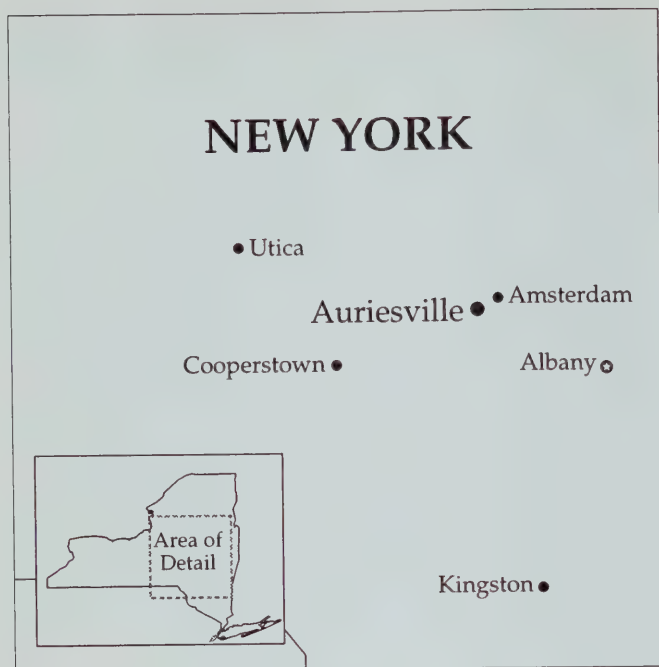 NEW YORK
Utica
Amsterdam
Auriesville
Cooperstown
Albany
Area of
Detail
Kingston